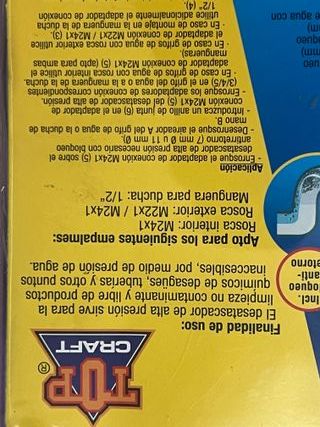 TOP
CRAFT
®
Finalidad de uso:
El desatascador de alta presión sirve para la
limpieza no contaminante y libre de productos
químicos de desagües, tuberías y otros puntos
inaccesibles, por medio de presión de agua.
Apto para los siguientes empalmes:
Rosca interior: M24x1
Rosca exterior: M22x1 / M24x1
Manguera para ducha: 1/2"
Aplicación
- Enrosque el adaptador de conexión M24x1 (5) sobre el
desatascador de alta presión necesario con bloqueo
antirretorno (7 mm Ø ó 11 mm Ø).
- Desenrosque el aireador A del grifo de agua o la ducha de
mano B.
- Introduzca un anillo de junta (6) en el adaptador de
conexión M24x1 (5) del desatascador de alta presión.
- Enrosque los adaptadores de conexión correspondientes
(3/4/5) en el grifo del agua o a la manguera de la ducha.
- En caso de grifos de agua con rosca interior utilice el
adaptador de conexión M24x1 (5) (apto para ambas
mangueras).
- En caso de grifos de agua con rosca exterior utilice
el adaptador de conexión M22x1 / M24x1 (3).
- En caso de montaje en la manguera de la ducha
utilice adicionalmente el adaptador de conexión
1/2" (4).
Incl.